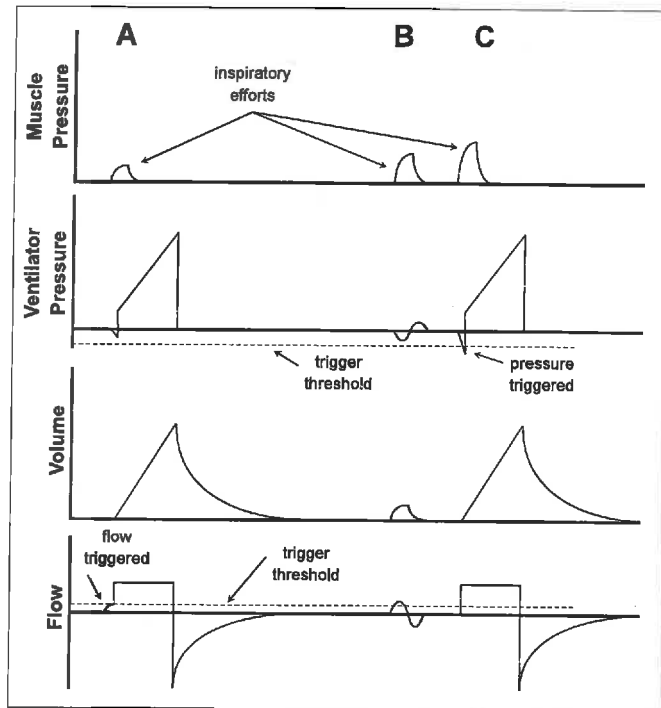 A B C
Muscle
Pressure
inspiratory
efforts
Ventilator
Pressure
trigger
threshold
pressure
triggered
Volume
flow
triggered
trigger
threshold
Flow